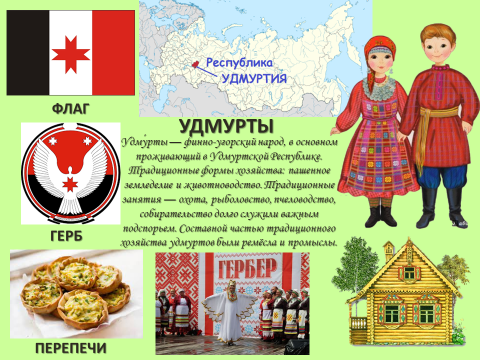 Республика
УДМУРТИЯ
ФЛАГ
УДМУРТЫ
Удму́рты — финно-угорский народ, в основном
проживающий в Удмуртской Республике.
Традиционные формы хозяйства: пашенное
земледелие и животноводство. Традиционные
занятия — охота, рыболовство, пчеловодство,
собирательство долго служили важным
подспорьем. Составной частью традиционного
хозяйства удмуртов были ремёсла и промыслы.
ГЕРБ
ГЕРБЕР
ПЕРЕПЕЧИ